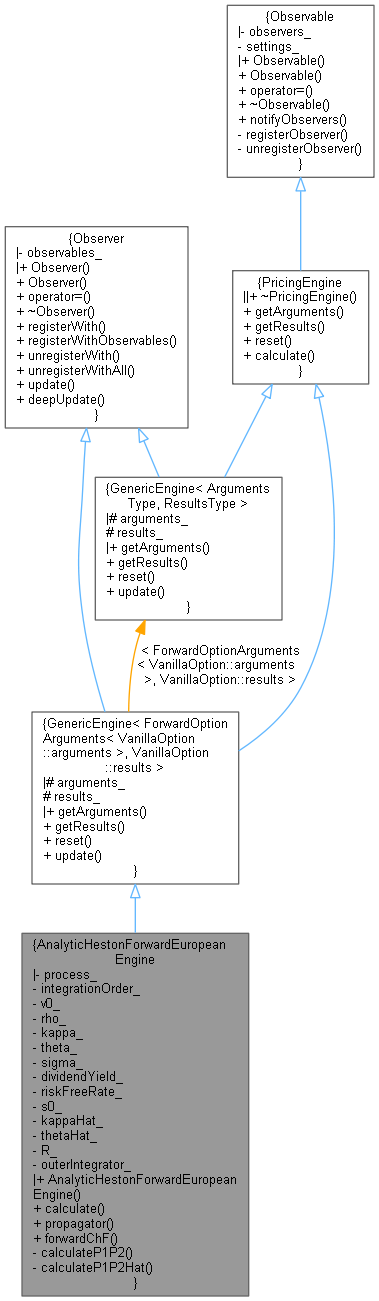 {Observable
|- observers_
- settings_
|+ Observable()
+ Observable()
+ operator=()
+ ~Observable()
+ notifyObservers()
- registerObserver()
- unregisterObserver()
}
{Observer
|- observables_
|+ Observer()
+ Observer()
+ operator=()
+ ~Observer()
+ registerWith()
+ registerWithObservables()
+ unregisterWith()
+ unregisterWithAll()
+ update()
+ deepUpdate()
}
{PricingEngine
||+ ~PricingEngine()
+ getArguments()
+ getResults()
+ reset()
+ calculate()
}
{GenericEngine< Arguments
Type, ResultsType >
|# arguments_
# results_
|+ getArguments()
+ getResults()
+ reset()
+ update()
}
< ForwardOptionArguments
< VanillaOption::arguments
>, VanillaOption::results >
{GenericEngine< ForwardOption
Arguments< VanillaOption
::arguments >, VanillaOption
::results >
|# arguments_
# results_
|+ getArguments()
+ getResults()
+ reset()
+ update()
}
{AnalyticHestonForwardEuropean
Engine
|- process_
- integrationOrder_
- v0_
- rho_
- kappa_
- theta_
- sigma_
- dividendYield_
- riskFreeRate_
- s0_
- kappaHat_
- thetaHat_
- R_
- outerIntegrator_
|+ AnalyticHestonForwardEuropean
Engine()
+ calculate()
+ propagator()
+ forwardChF()
- calculateP1P2()
- calculateP1P2Hat()
}